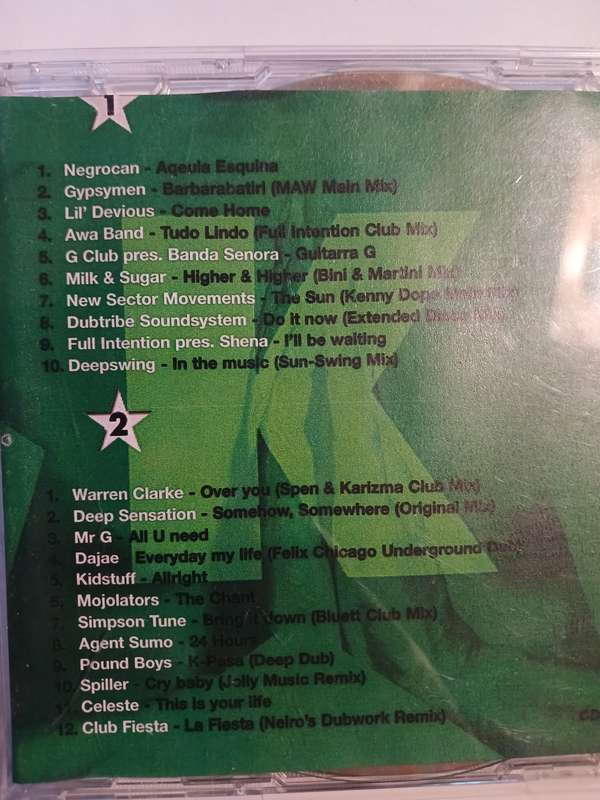 1
1. Negrocan - Aqeula Esquina
2. Gypsymen - Barbarabatiri (MAW Main Mix)
3. Lil' Devious - Come Home
4. Awa Band - Tudo Lindo (Full Intention Club Mix)
5. G Club pres. Banda Senora - Guitarra G
6. Milk & Sugar - Higher & Higher (Bini & Martini Mix)
7. New Sector Movements - The Sun (Kenny Dope Main Mix)
8. Dubtribe Soundsystem - Do it now (Extended Disco Mix)
9. Full Intention pres. Shena - I'll be waiting
10. Deepswing - In the music (Sun-Swing Mix)
2
1. Warren Clarke - Over you (Spen & Karizma Club Mix)
2. Deep Sensation - Somehow, Somewhere (Original Mix)
3. Mr G - All U need
4. Dajae - Everyday my life (Felix Chicago Underground Dub)
5. Kidstuff - Allright
6. Mojolators - The Chant
7. Simpson Tune - Bring it down (Bluett Club Mix)
8. Agent Sumo - 24 Hours
9. Pound Boys - K-Pasa (Deep Dub)
10. Spiller - Cry baby (Jolly Music Remix)
11. Celeste - This is your life
12. Club Fiesta - La Fiesta (Neiro's Dubwork Remix)
CD